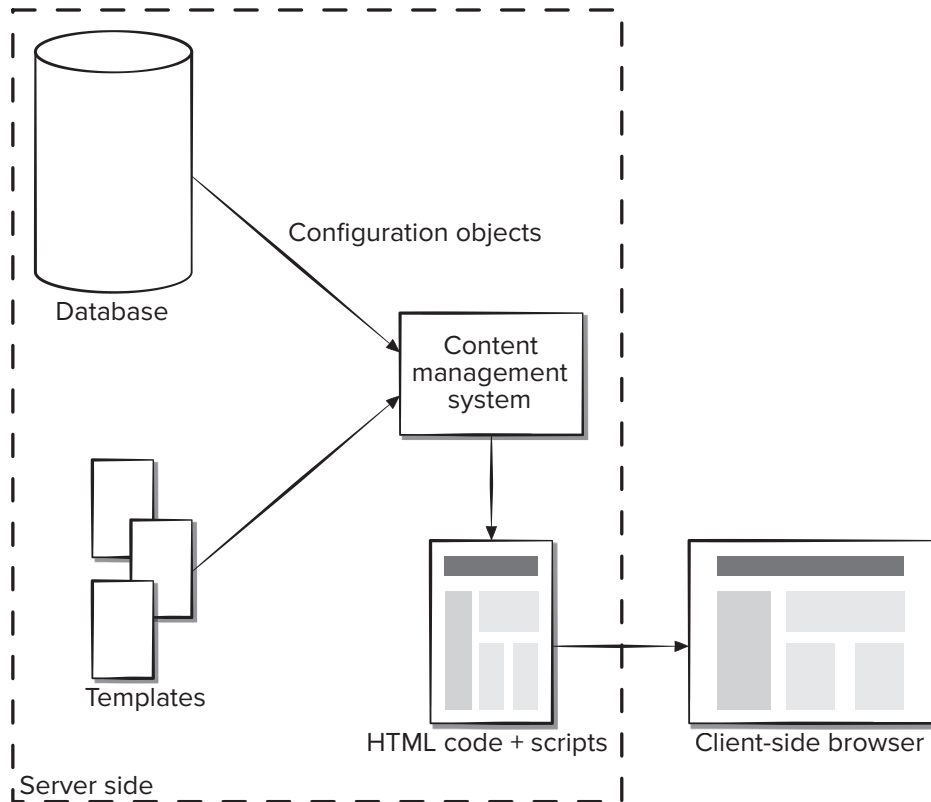 Configuration objects
Database
Content
management
system
Templates
HTML code + scripts
Client-side browser
Server side